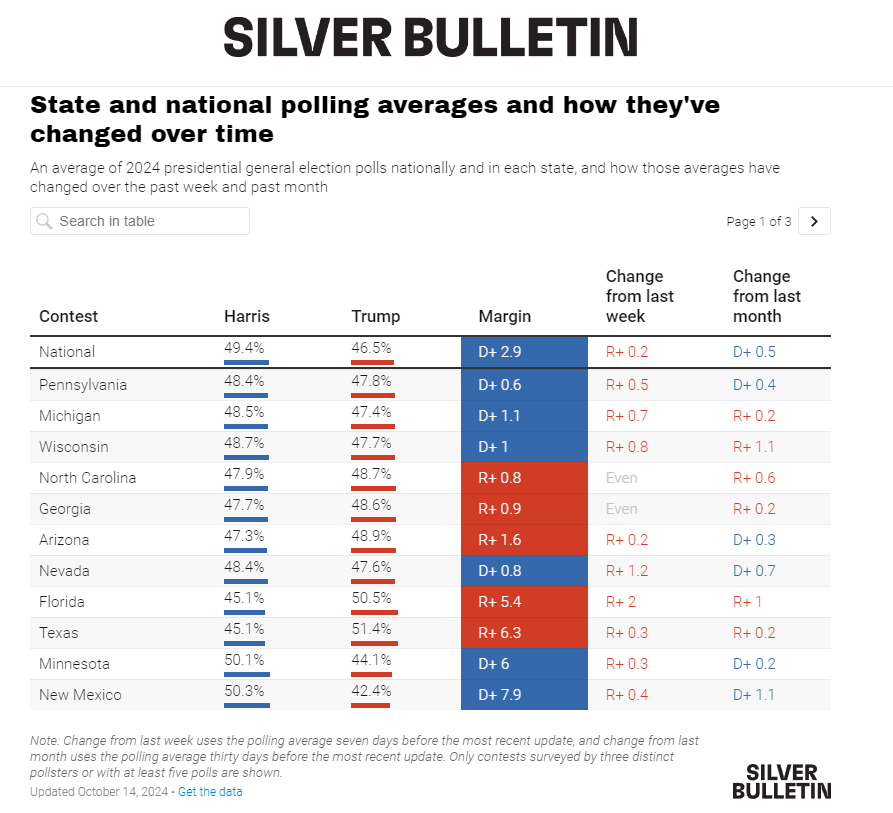 SILVER BULLETIN
State and national polling averages and how they've
changed over time
An average of 2024 presidential general election polls nationally and in each state, and how those averages have
changed over the past week and past month
Search in table
Page 1 of 3 >
Contest Harris Trump Margin Change from last week Change from last month
National 49.4% 46.5% D+ 2.9 R+ 0.2 D+ 0.5
Pennsylvania 48.4% 47.8% D+ 0.6 R+ 0.5 D+ 0.4
Michigan 48.5% 47.4% D+ 1.1 R+ 0.7 R+ 0.2
Wisconsin 48.7% 47.7% D+ 1 R+ 0.8 R+ 1.1
North Carolina 47.9% 48.7% R+ 0.8 Even R+ 0.6
Georgia 47.7% 48.6% R+ 0.9 Even R+ 0.2
Arizona 47.3% 48.9% R+ 1.6 R+ 0.2 D+ 0.3
Nevada 48.4% 47.6% D+ 0.8 R+ 1.2 D+ 0.7
Florida 45.1% 50.5% R+ 5.4 R+ 2 R+ 1
Texas 45.1% 51.4% R+ 6.3 R+ 0.3 R+ 0.2
Minnesota 50.1% 44.1% D+ 6 R+ 0.3 D+ 0.2
New Mexico 50.3% 42.4% D+ 7.9 R+ 0.4 D+ 1.1
Note: Change from last week uses the polling average seven days before the most recent update, and change from last
month uses the polling average thirty days before the most recent update. Only contests surveyed by three distinct
pollsters or with at least five polls are shown.
Updated October 14, 2024 • Get the data
SILVER
BULLETIN